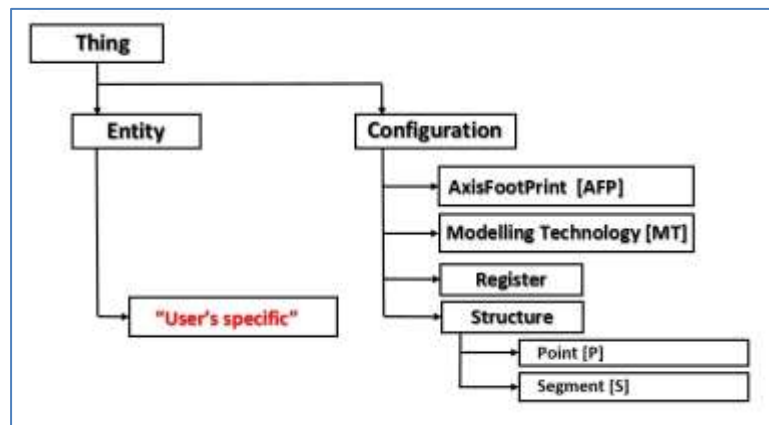 Thing
Entity
Configuration
AxisFootPrint [AFP]
Modelling Technology [MT]
Register
"User's specific"
Structure
Point [P]
Segment [S]